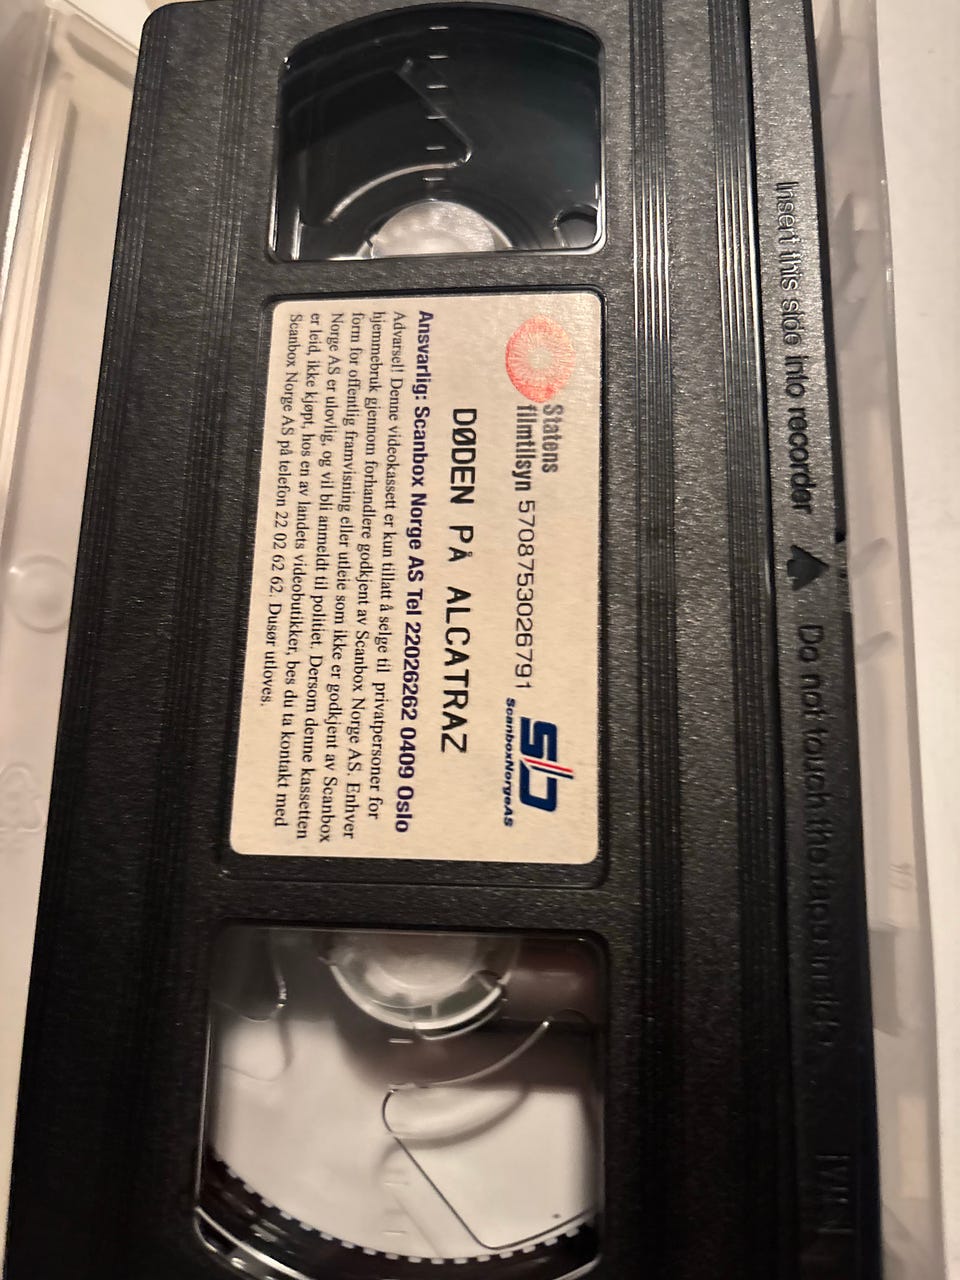 Insert this side into recorder Do not touch the tape inside
Statens
filmtilsyn 5708753026791
ScanboxNorgeAS
DØDEN PÅ ALCATRAZ
Ansvarlig: Scanbox Norge AS Tel 22026262 0409 Oslo
Advarsel! Denne videokassett er kun tillatt å selge til privatpersoner for
hjemmebruk gjennom forhandlere godkjent av Scanbox Norge AS. Enhver
form for offentlig framvisning eller utleie som ikke er godkjent av Scanbox
Norge AS er ulovlig, og vil bli anmeldt til politiet. Dersom denne kassetten
er leid, ikke kjøpt, hos en av landets videobutikker, bes du ta kontakt med
Scanbox Norge AS på telefon 22 02 62 62. Dusør utloves.